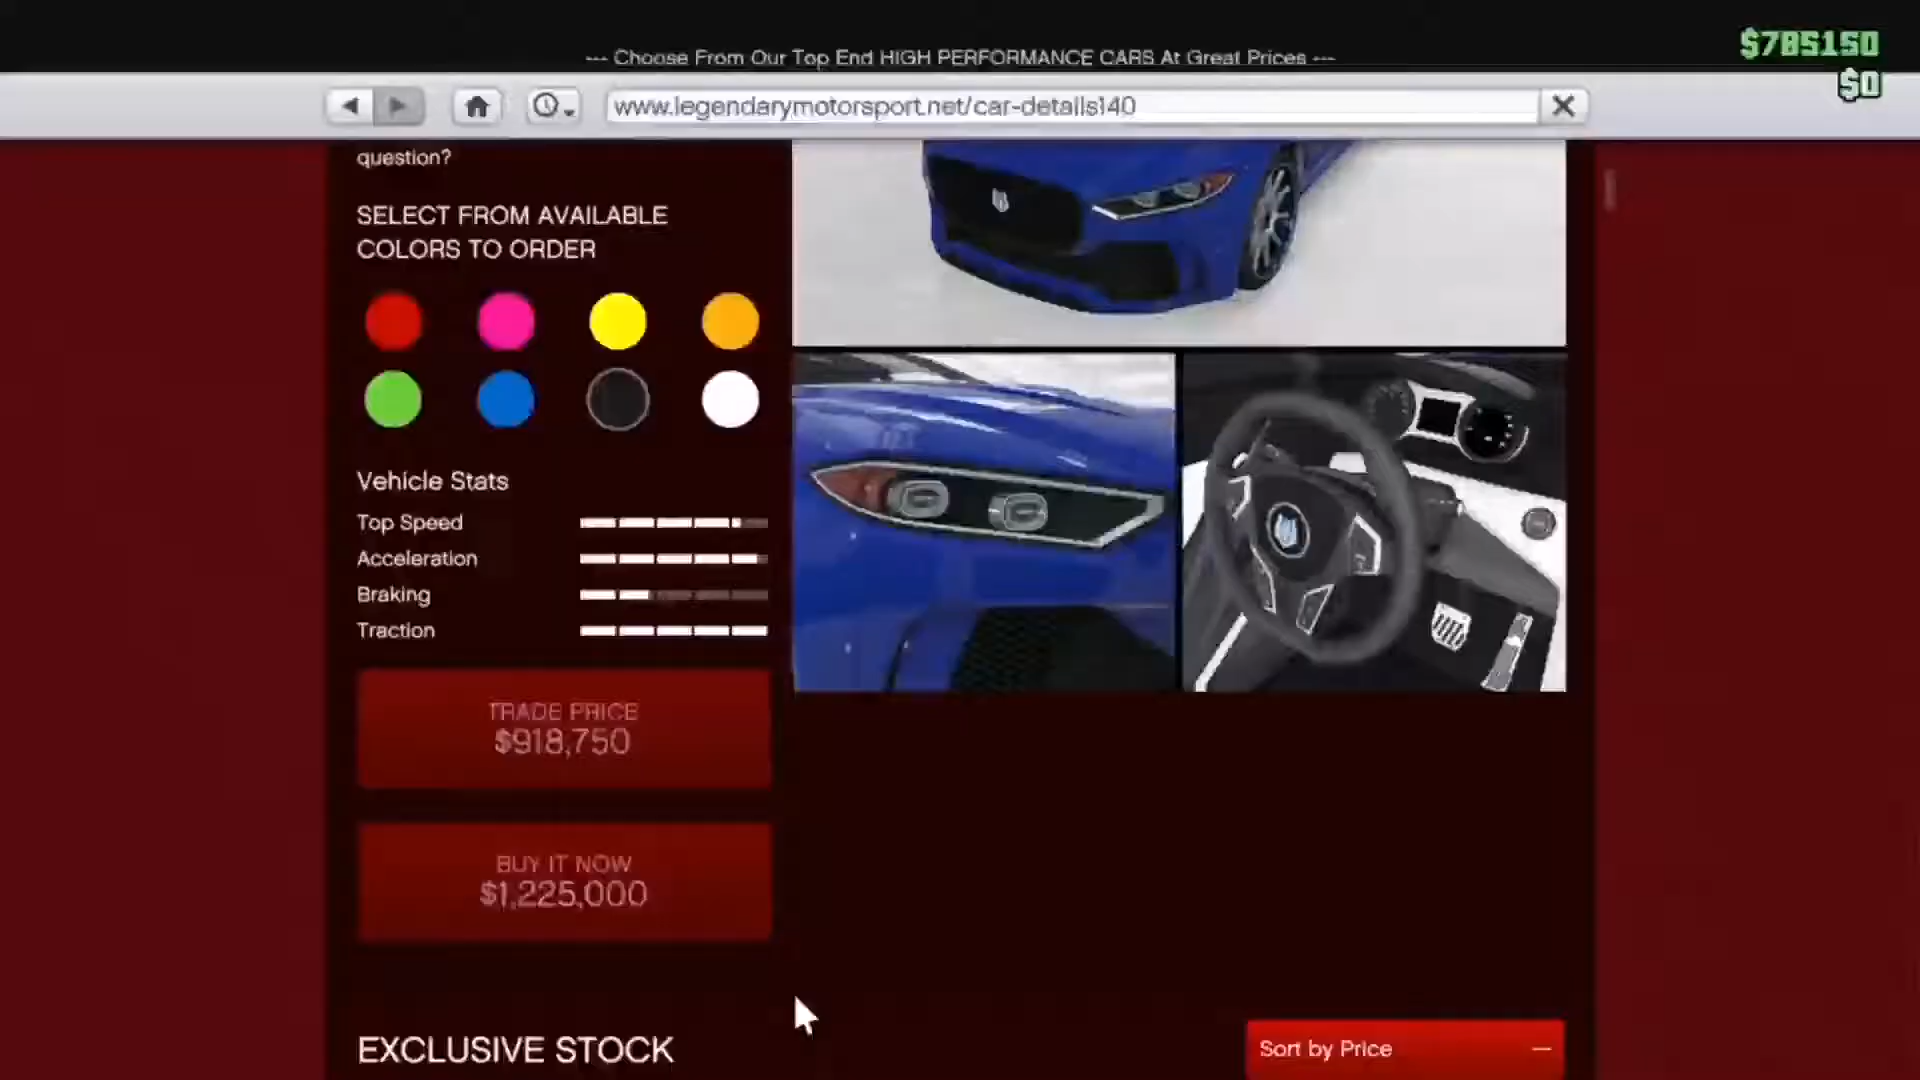 --- Choose From Our Top End HIGH PERFORMANCE CARS At Great Prices ---
$785150
$0
www.legendarymotorsport.net/car-details140
question?
SELECT FROM AVAILABLE
COLORS TO ORDER
Vehicle Stats
Top Speed
Acceleration
Braking
Traction
TRADE PRICE
$918,750
BUY IT NOW
$1,225,000
EXCLUSIVE STOCK
Sort by Price